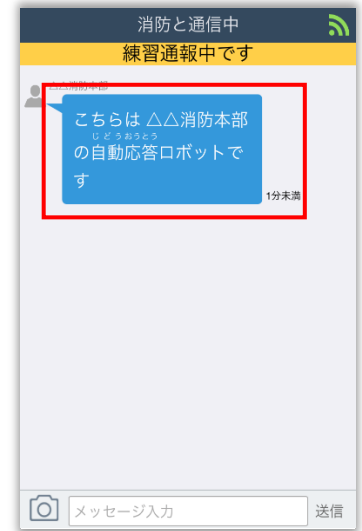 消防と通信中
練習通報中です
△△消防本部
こちらは △△消防本部
じどうおうとう
の自動応答ロボットで
す
1分未満
メッセージ入力
送信